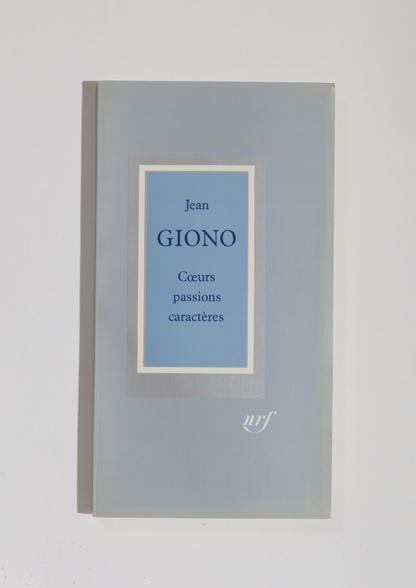 Jean
GIONO
Cœurs
passions
caractères
nrf